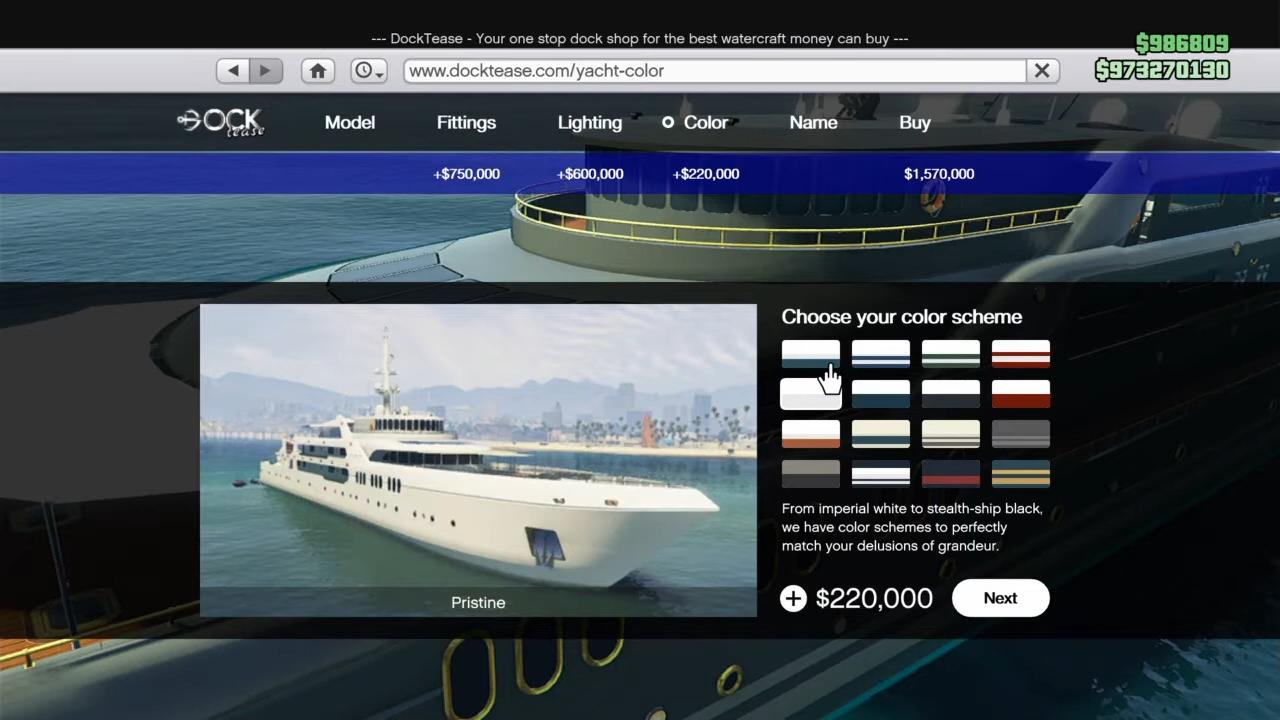 --- DockTease - Your one stop dock shop for the best watercraft money can buy ---
$986809
$973270130
www.docktease.com/yacht-color
DOCK
tease
Model Fittings Lighting Color Name Buy
+$750,000 +$600,000 +$220,000 $1,570,000
Choose your color scheme
From imperial white to stealth-ship black,
we have color schemes to perfectly
match your delusions of grandeur.
Pristine
+ $220,000 Next